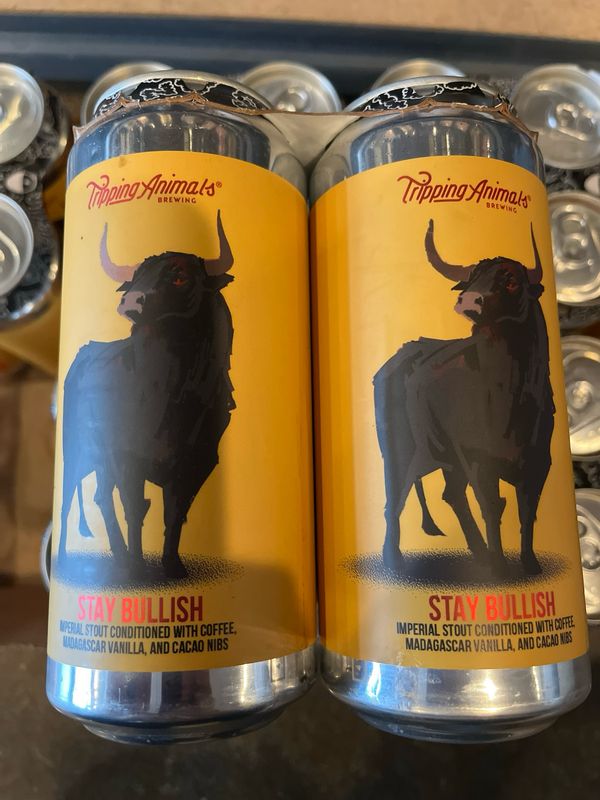 Tripping Animals®
BREWING
STAY BULLISH
IMPERIAL STOUT CONDITIONED WITH COFFEE,
MADAGASCAR VANILLA, AND CACAO NIBS
Tripping Animals®
BREWING
STAY BULLISH
IMPERIAL STOUT CONDITIONED WITH COFFEE,
MADAGASCAR VANILLA, AND CACAO NIBS